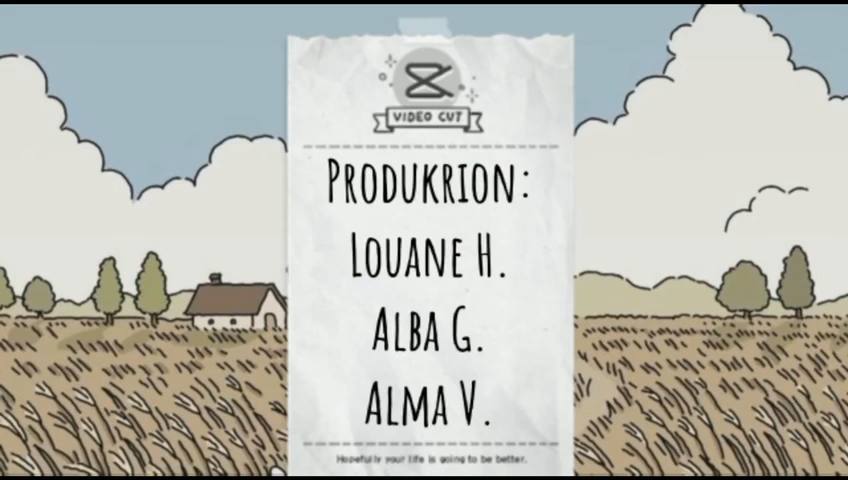 VIDEO CUT
PRODUKRION:
LOUANE H.
ALBA G.
ALMA V.
Hopefully your life is going to be better.